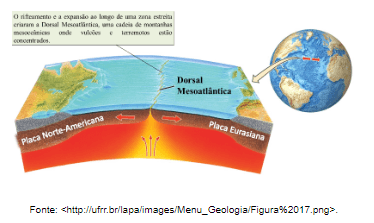 O rifteamento e a expansão ao longo de uma zona estreita
criaram a Dorsal Mesoatlântica, uma cadeia de montanhas
mesoceânicas onde vulcões e terremotos estão
concentrados.
Dorsal
Mesoatlântica
Placa Norte-Americana
Placa Eurasiana
Fonte: <http://ufrr.br/lapa/images/Menu_Geologia/Figura%2017.png>.